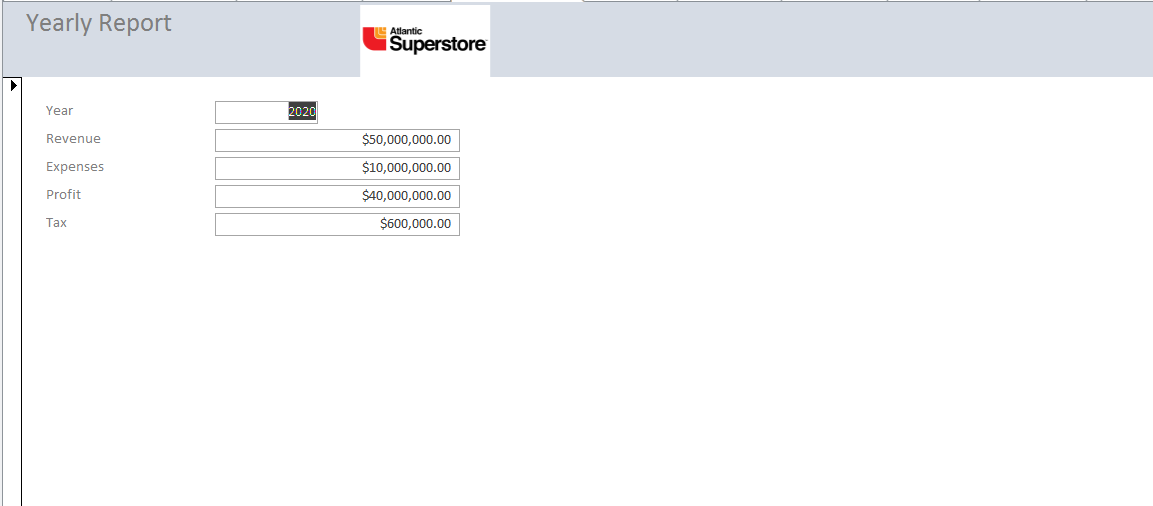 Yearly Report
Atlantic
Superstore
Year 2020
Revenue $50,000,000.00
Expenses $10,000,000.00
Profit $40,000,000.00
Tax $600,000.00